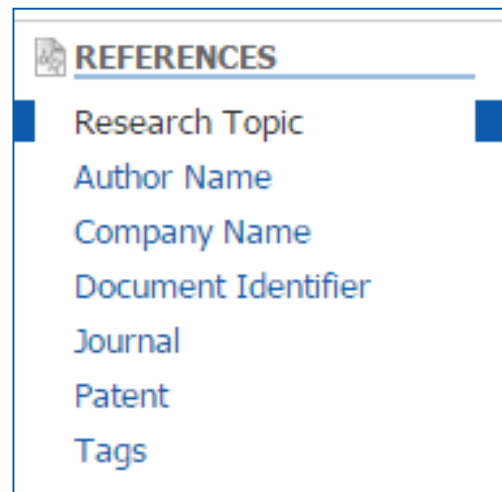 REFERENCES
Research Topic
Author Name
Company Name
Document Identifier
Journal
Patent
Tags